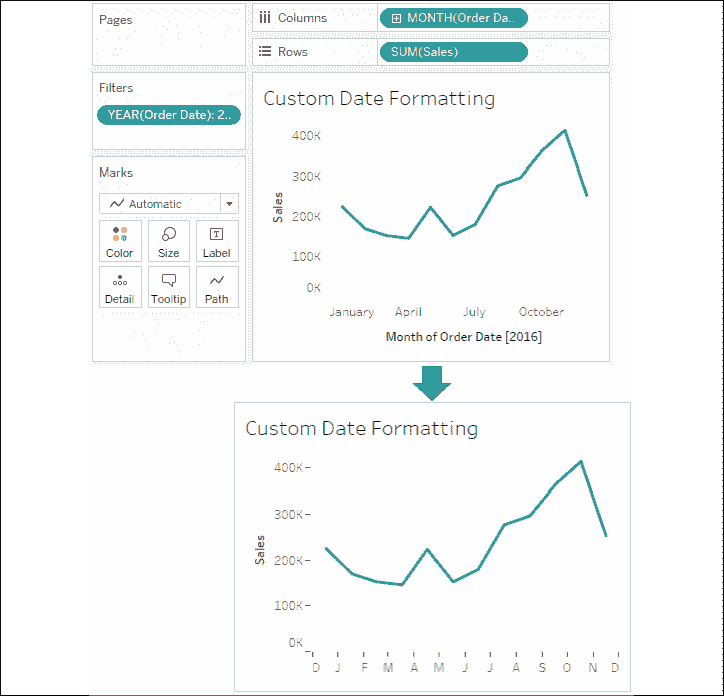 Pages
Columns
MONTH(Order Da..
Rows
SUM(Sales)
Filters
YEAR(Order Date): 2..
Marks
Automatic
Color
Size
Label
Detail
Tooltip
Path
Custom Date Formatting
400K
300K
200K
100K
0K
Sales
January April July October
Month of Order Date [2016]
Custom Date Formatting
400K
300K
200K
100K
0K
Sales
D J F M A M J J A S O N D